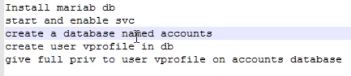 Install mariab db
start and enable svc
create a database named accounts
create user vprofile in db
give full priv to user vprofile on accounts database